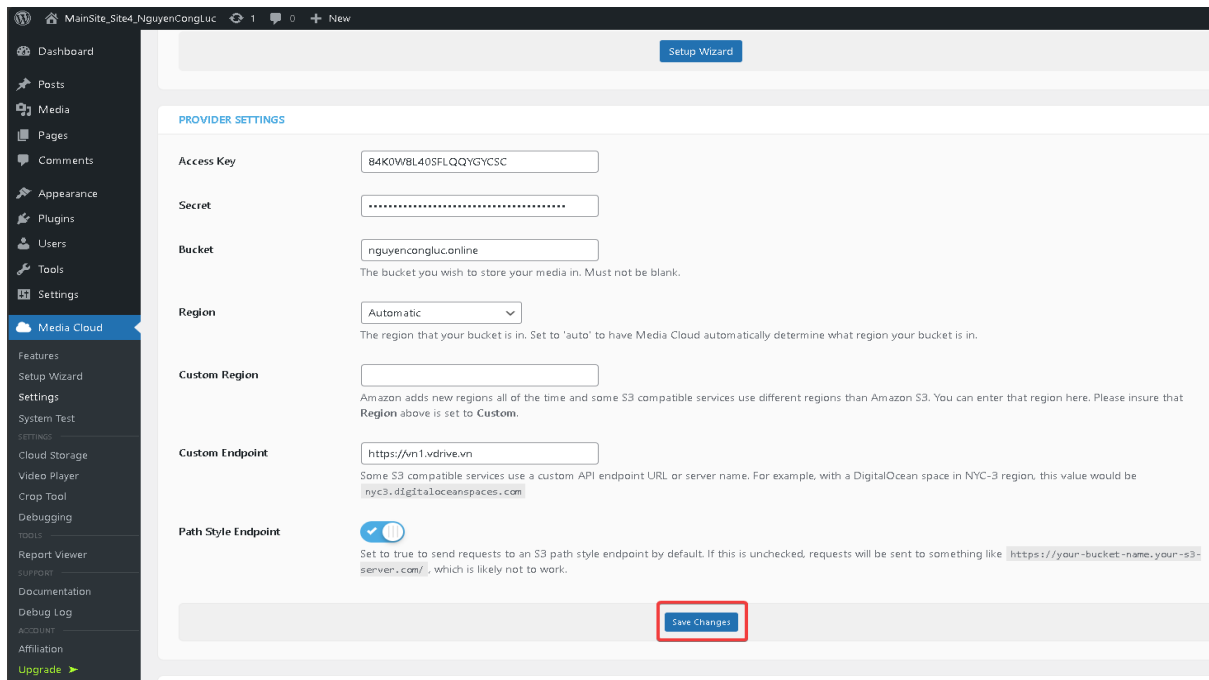 MainSite_Site4_NguyenCongLuc 1 0 New
Dashboard
Posts
Media
Pages
Comments
Appearance
Plugins
Users
Tools
Settings
Media Cloud
Features
Setup Wizard
Settings
System Test
SETTINGS
Cloud Storage
Video Player
Crop Tool
Debugging
TOOLS
Report Viewer
SUPPORT
Documentation
Debug Log
ACCOUNT
Affiliation
Upgrade ➤
Setup Wizard
PROVIDER SETTINGS
Access Key
84K0W8L40SFLQQYGYCSC
Secret
••••••••••••••••••••••••••••••••••••••••
Bucket
nguyencongluc.online
The bucket you wish to store your media in. Must not be blank.
Region
Automatic
The region that your bucket is in. Set to 'auto' to have Media Cloud automatically determine what region your bucket is in.
Custom Region
Amazon adds new regions all of the time and some S3 compatible services use different regions than Amazon S3. You can enter that region here. Please insure that
Region above is set to Custom.
Custom Endpoint
https://vn1.vdrive.vn
Some S3 compatible services use a custom API endpoint URL or server name. For example, with a DigitalOcean space in NYC-3 region, this value would be
nyc3.digitaloceanspaces.com
Path Style Endpoint
Set to true to send requests to an S3 path style endpoint by default. If this is unchecked, requests will be sent to something like https://your-bucket-name.your-s3-
server.com/ , which is likely not to work.
Save Changes